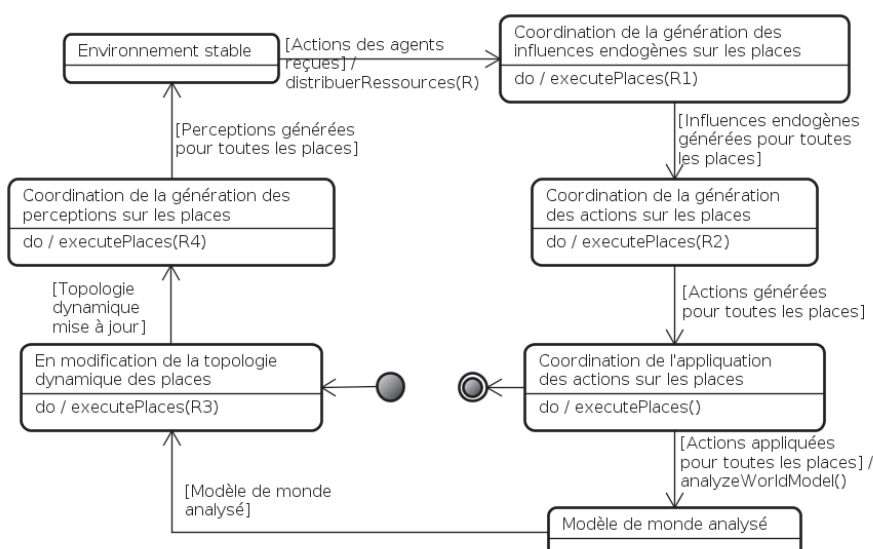 Environnement stable
[Actions des agents
reçues] /
distribuerRessources(R)
Coordination de la génération des
influences endogènes sur les places
do / executePlaces(R1)
[Influences endogènes
générées pour toutes
les places]
[Perceptions générées
pour toutes les places]
Coordination de la génération des
perceptions sur les places
do / executePlaces(R4)
Coordination de la génération
des actions sur les places
do / executePlaces(R2)
[Topologie
dynamique
mise à jour]
[Actions générées
pour toutes les places]
En modification de la topologie
dynamique des places
do / executePlaces(R3)
Coordination de l'appliquation
des actions sur les places
do / executePlaces()
[Actions appliquées
pour toutes les places] /
analyzeWorldModel()
[Modèle de monde
analysé]
Modèle de monde analysé